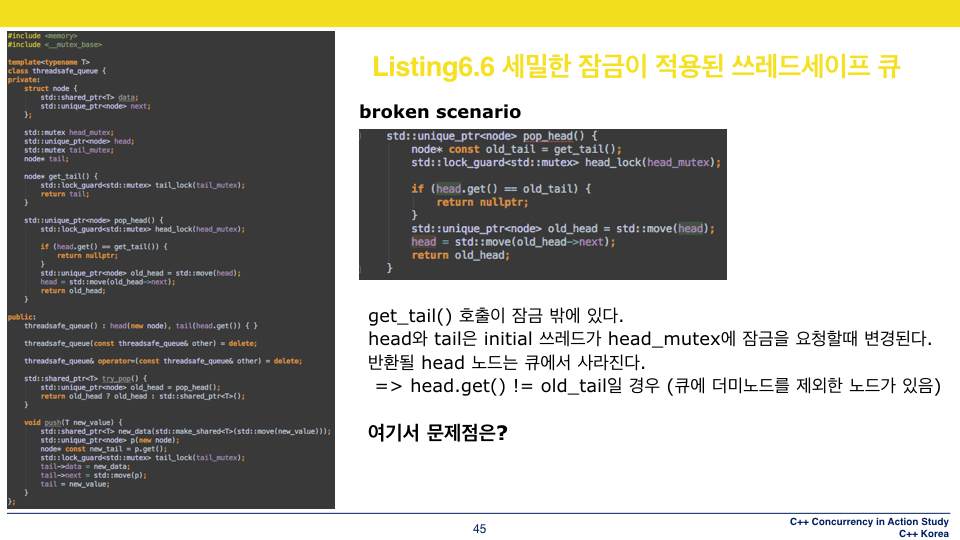 #include <memory>
#include <__mutex_base>
template<typename T>
class threadsafe_queue {
private:
    struct node {
        std::shared_ptr<T> data;
        std::unique_ptr<node> next;
    };
    std::mutex head_mutex;
    std::unique_ptr<node> head;
    std::mutex tail_mutex;
    node* tail;
    node* get_tail() {
        std::lock_guard<std::mutex> tail_lock(tail_mutex);
        return tail;
    }
    std::unique_ptr<node> pop_head() {
        std::lock_guard<std::mutex> head_lock(head_mutex);
        if (head.get() == get_tail()) {
            return nullptr;
        }
        std::unique_ptr<node> old_head = std::move(head);
        head = std::move(old_head->next);
        return old_head;
    }
public:
    threadsafe_queue() : head(new node), tail(head.get()) { }
    threadsafe_queue(const threadsafe_queue& other) = delete;
    threadsafe_queue& operator=(const threadsafe_queue& other) = delete;
    std::shared_ptr<T> try_pop() {
        std::unique_ptr<node> old_head = pop_head();
        return old_head ? old_head : std::shared_ptr<T>();
    }
    void push(T new_value) {
        std::shared_ptr<T> new_data(std::make_shared<T>(std::move(new_value)));
        std::unique_ptr<node> p(new node);
        node* const new_tail = p.get();
        std::lock_guard<std::mutex> tail_lock(tail_mutex);
        tail->data = new_data;
        tail->next = std::move(p);
        tail = new_value;
    }
};
Listing6.6 세밀한 잠금이 적용된 쓰레드세이프 큐
broken scenario
std::unique_ptr<node> pop_head() {
    node* const old_tail = get_tail();
    std::lock_guard<std::mutex> head_lock(head_mutex);
    if (head.get() == old_tail) {
        return nullptr;
    }
    std::unique_ptr<node> old_head = std::move(head);
    head = std::move(old_head->next);
    return old_head;
}
get_tail() 호출이 잠금 밖에 있다.
head와 tail은 initial 쓰레드가 head_mutex에 잠금을 요청할때 변경된다.
반환될 head 노드는 큐에서 사라진다.
=> head.get() != old_tail일 경우 (큐에 더미노드를 제외한 노드가 있음)
여기서 문제점은?
45
C++ Concurrency in Action Study
C++ Korea